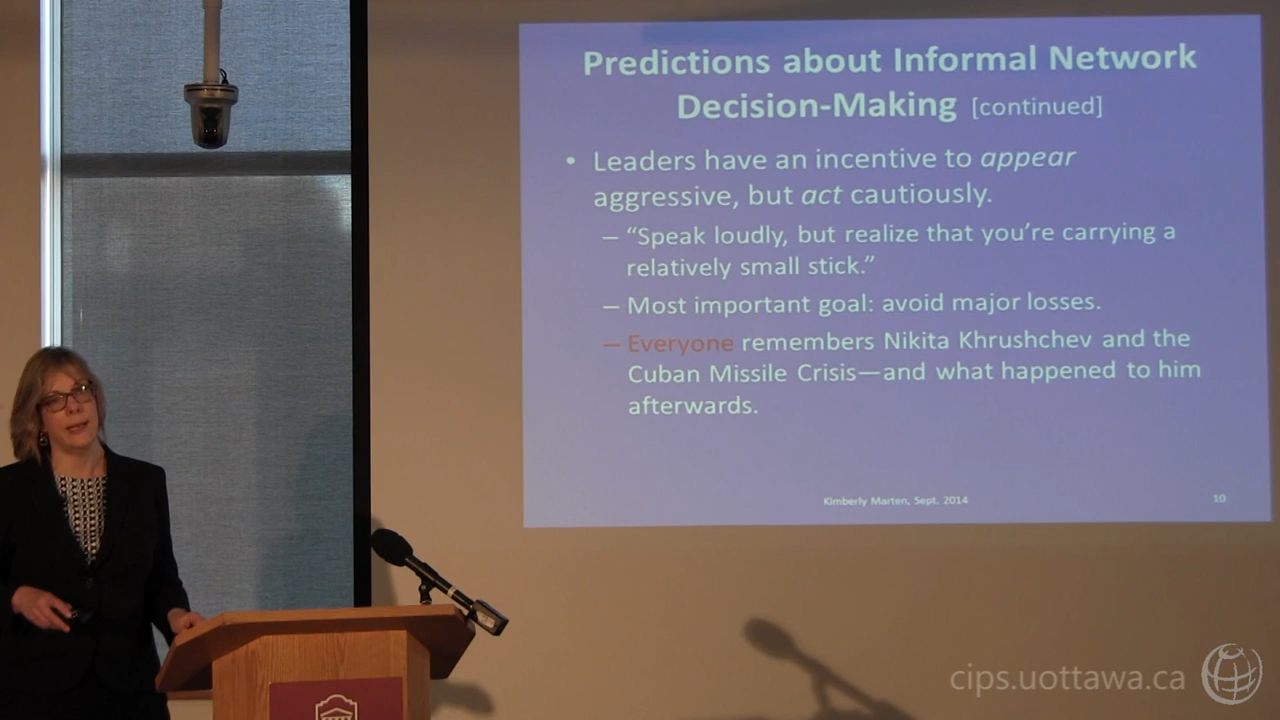 Predictions about Informal Network
Decision-Making [continued]
• Leaders have an incentive to appear
aggressive, but act cautiously.
– “Speak loudly, but realize that you’re carrying a
relatively small stick.”
– Most important goal: avoid major losses.
– Everyone remembers Nikita Khrushchev and the
Cuban Missile Crisis—and what happened to him
afterwards.
Kimberly Marten, Sept. 2014
10
cips.uottawa.ca